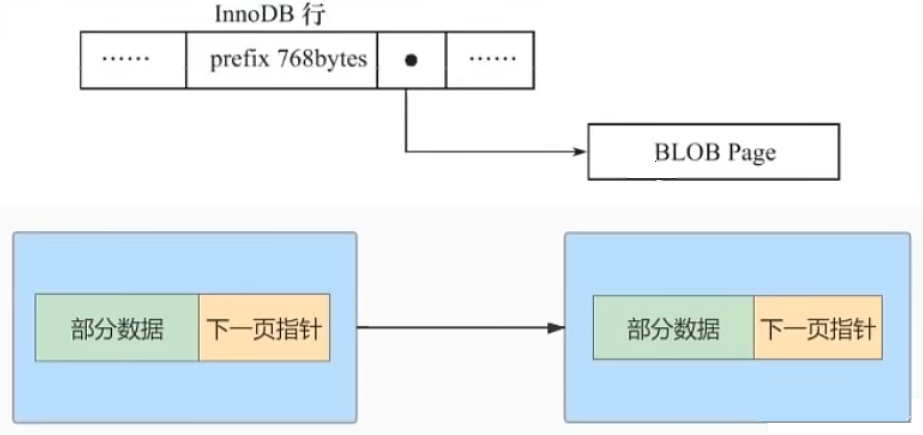 InnoDB 行
…… prefix 768bytes ……
BLOB Page
部分数据 下一页指针 部分数据 下一页指针